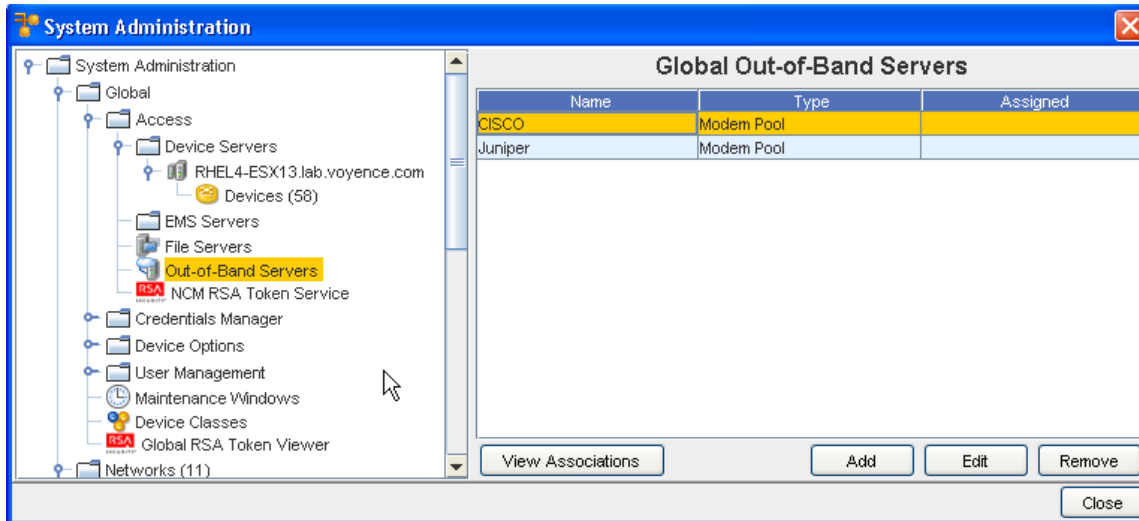 System Administration
System Administration
Global
Access
Device Servers
RHEL4-ESX13.lab.voyence.com
Devices (58)
EMS Servers
File Servers
Out-of-Band Servers
RSA NCM RSA Token Service
Credentials Manager
Device Options
User Management
Maintenance Windows
Device Classes
RSA Global RSA Token Viewer
Networks (11)
Global Out-of-Band Servers
Name Type Assigned
CISCO Modem Pool
Juniper Modem Pool
View Associations Add Edit Remove
Close